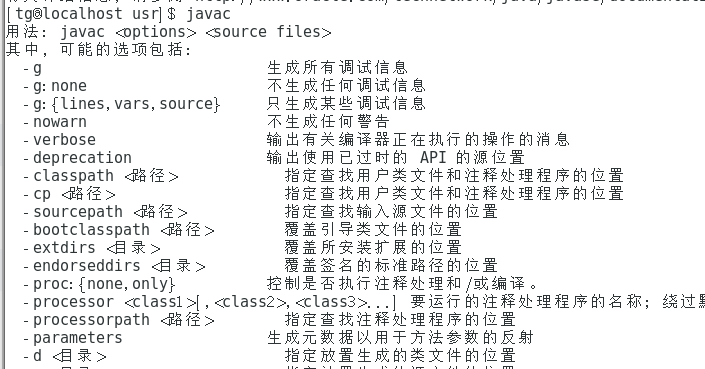 [tg@localhost usr]$ javac
用法: javac <options> <source files>
其中, 可能的选项包括:
-g 生成所有调试信息
-g:none 不生成任何调试信息
-g:{lines,vars,source} 只生成某些调试信息
-nowarn 不生成任何警告
-verbose 输出有关编译器正在执行的操作的消息
-deprecation 输出使用已过时的 API 的源位置
-classpath <路径> 指定查找用户类文件和注释处理程序的位置
-cp <路径> 指定查找用户类文件和注释处理程序的位置
-sourcepath <路径> 指定查找输入源文件的位置
-bootclasspath <路径> 覆盖引导类文件的位置
-extdirs <目录> 覆盖所安装扩展的位置
-endorseddirs <目录> 覆盖签名的标准路径的位置
-proc:{none,only} 控制是否执行注释处理和/或编译。
-processor <class1>[,<class2>,<class3>...] 要运行的注释处理程序的名称; 绕过
-processorpath <路径> 指定查找注释处理程序的位置
-parameters 生成元数据以用于方法参数的反射
-d <目录> 指定放置生成的类文件的位置